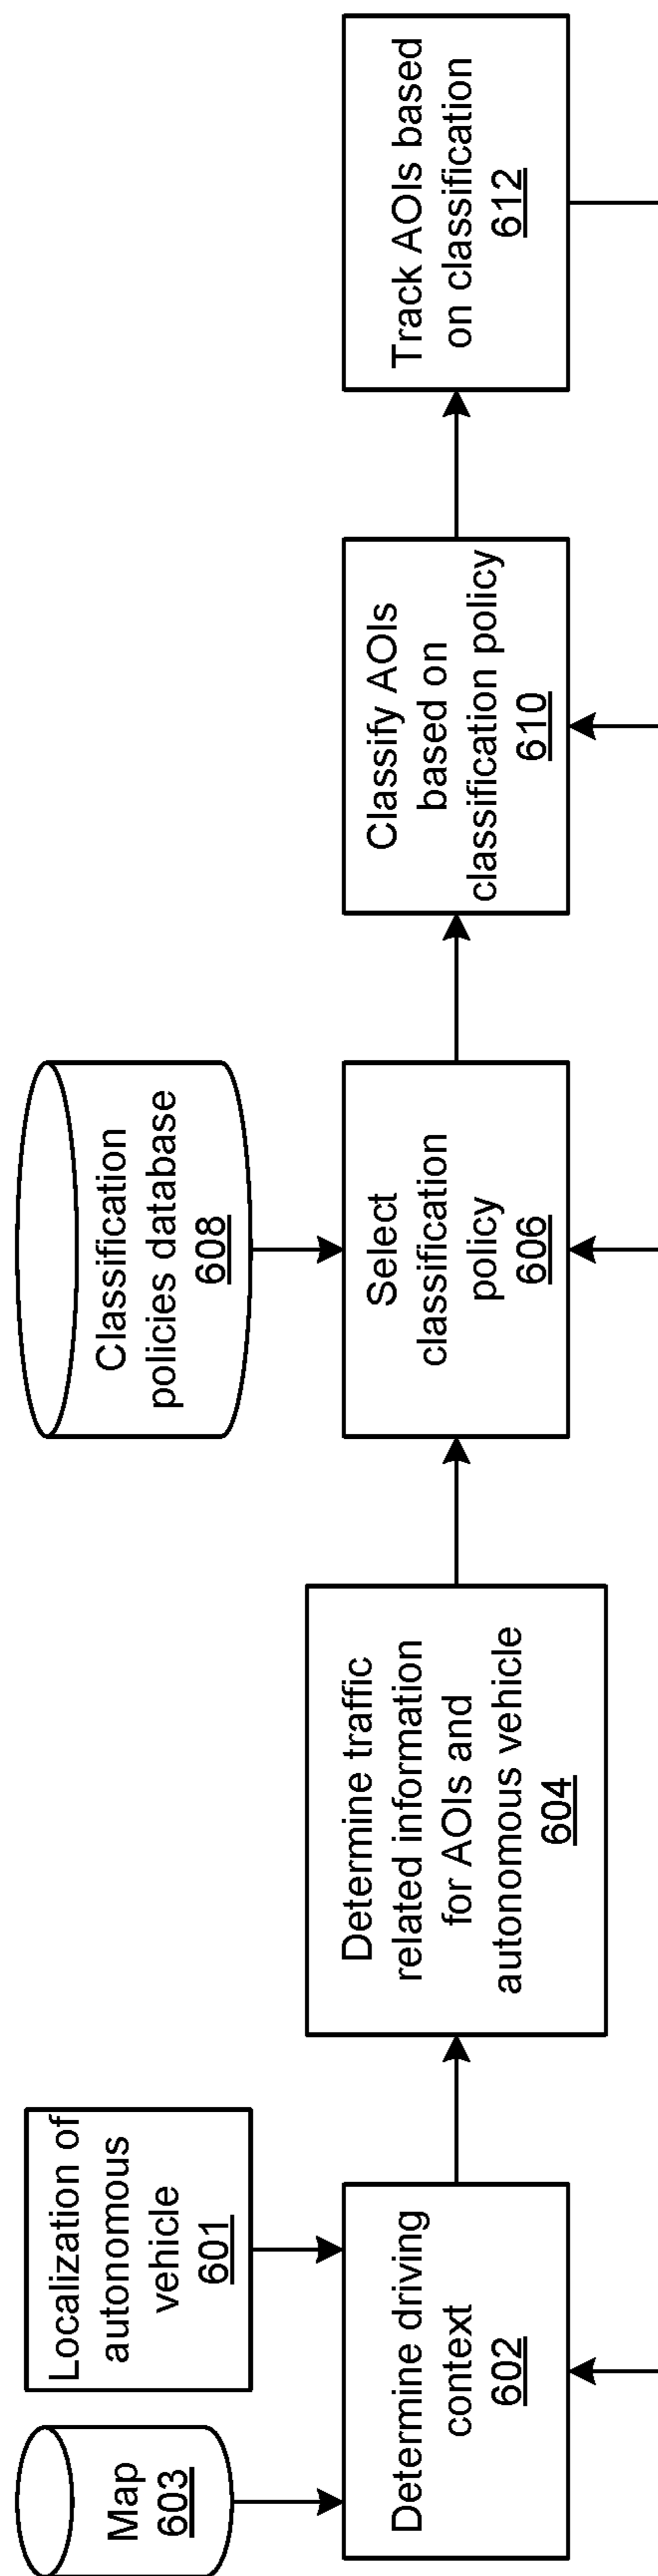 Map
603
Localization of
autonomous
vehicle
601
Determine driving
context
602
Determine traffic
related information
for AOIs and
autonomous vehicle
604
Classification
policies database
608
Select
classification
policy
606
Classify AOIs
based on
classification policy
610
Track AOIs based
on classification
612